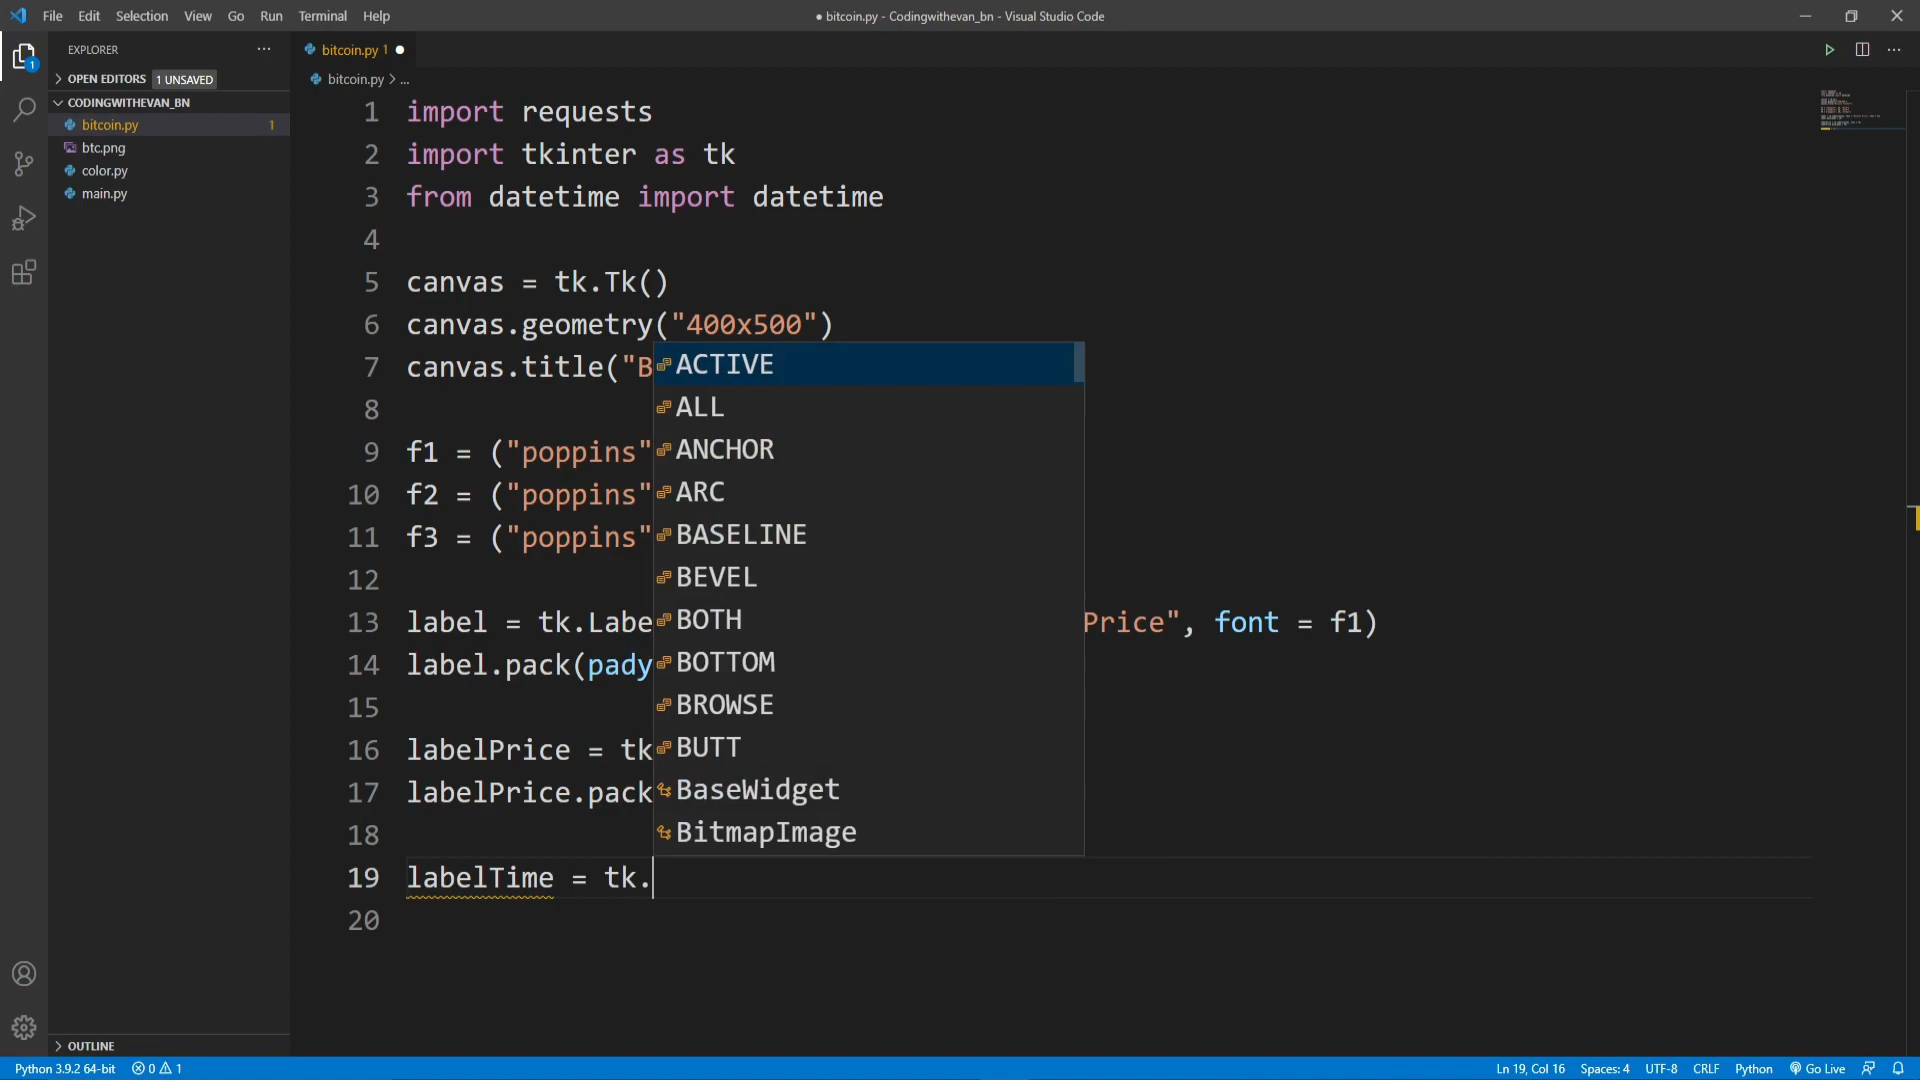 File Edit Selection View Go Run Terminal Help
● bitcoin.py - Codingwithevan_bn - Visual Studio Code
EXPLORER
OPEN EDITORS 1 UNSAVED
CODINGWITHEVAN_BN
bitcoin.py 1
btc.png
color.py
main.py
OUTLINE
1
bitcoin.py 1
bitcoin.py > ...
1 import requests
2 import tkinter as tk
3 from datetime import datetime
4
5 canvas = tk.Tk()
6 canvas.geometry("400x500")
7 canvas.title("B
8
9 f1 = ("poppins"
10 f2 = ("poppins"
11 f3 = ("poppins"
12
13 label = tk.Labe Price", font = f1)
14 label.pack(pady
15
16 labelPrice = tk
17 labelPrice.pack
18
19 labelTime = tk.
20
ACTIVE
ALL
ANCHOR
ARC
BASELINE
BEVEL
BOTH
BOTTOM
BROWSE
BUTT
BaseWidget
BitmapImage
Python 3.9.2 64-bit 0 1 Ln 19, Col 16 Spaces: 4 UTF-8 CRLF Python Go Live